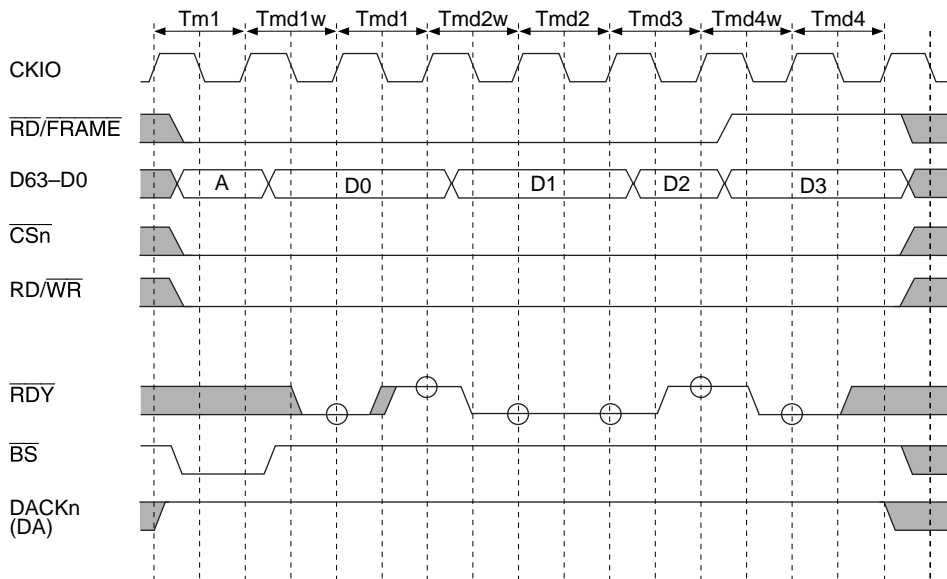 Tm1 Tmd1w Tmd1 Tmd2w Tmd2 Tmd3 Tmd4w Tmd4
CKIO
RD/FRAME
D63–D0 A D0 D1 D2 D3
CSn
RD/WR
RDY
BS
DACKn
(DA)